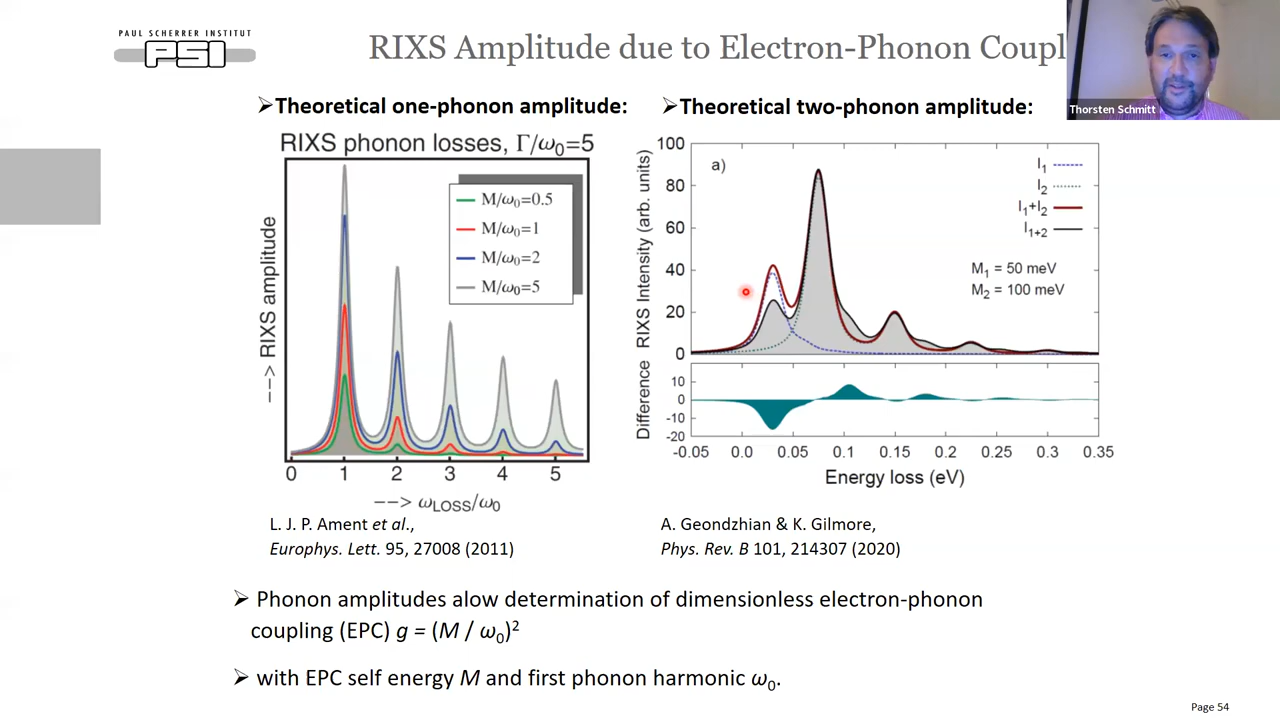 PAUL SCHERRER INSTITUT
PSI
RIXS Amplitude due to Electron-Phonon Coupl
Thorsten Schmitt
➢Theoretical one-phonon amplitude:
➢Theoretical two-phonon amplitude:
RIXS phonon losses, Γ/ω₀=5
M/ω₀=0.5
M/ω₀=1
M/ω₀=2
M/ω₀=5
--> RIXS amplitude
0 1 2 3 4 5
--> ωLOSS/ω₀
a)
I₁
I₂
I₁+I₂
I₁₊₂
M₁ = 50 meV
M₂ = 100 meV
RIXS Intensity (arb. units)
100
80
60
40
20
0
Difference
10
0
-10
-20
-0.05 0.0 0.05 0.1 0.15 0.2 0.25 0.3 0.35
Energy loss (eV)
L. J. P. Ament et al.,
Europhys. Lett. 95, 27008 (2011)
A. Geondzhian & K. Gilmore,
Phys. Rev. B 101, 214307 (2020)
➢ Phonon amplitudes alow determination of dimensionless electron-phonon
coupling (EPC) g = (M / ω₀)²
➢ with EPC self energy M and first phonon harmonic ω₀.
Page 54